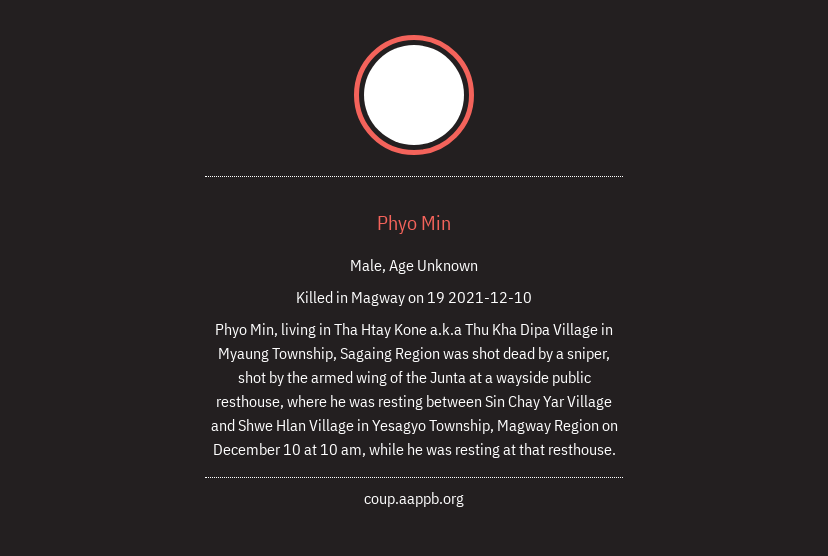 Phyo Min
Male, Age Unknown
Killed in Magway on 19 2021-12-10
Phyo Min, living in Tha Htay Kone a.k.a Thu Kha Dipa Village in
Myaung Township, Sagaing Region was shot dead by a sniper,
shot by the armed wing of the Junta at a wayside public
resthouse, where he was resting between Sin Chay Yar Village
and Shwe Hlan Village in Yesagyo Township, Magway Region on
December 10 at 10 am, while he was resting at that resthouse.
coup.aappb.org